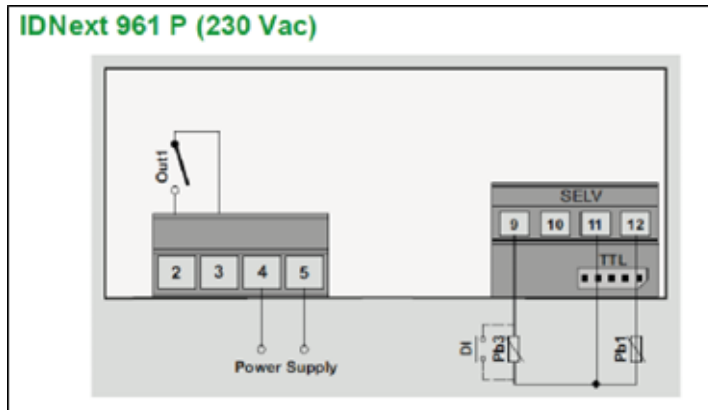 IDNext 961 P (230 Vac)
Out1
SELV
9 10 11 12
2 3 4 5
TTL
DI
Pb3
Pb1
Power Supply